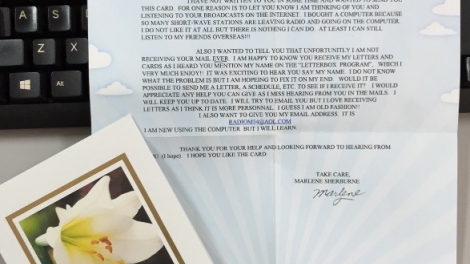 A
S
Z
X
I HAVE NOT WRITTEN TO YOU IN SOME TIME AND WANTED TO SEND YOU
THIS CARD. FOR ONE REASON IS TO LET YOU KNOW I AM THINKING OF YOU AND
LISTENING TO YOUR BROADCASTS ON THE INTERNET. I BOUGHT A COMPUTER BECAUSE
SO MANY SHORT-WAVE STATIONS ARE LEAVING RADIO AND GOING ON THE COMPUTER.
I DO NOT LIKE IT AT ALL BUT THERE IS NOTHING I CAN DO. AT LEAST I CAN STILL
LISTEN TO MY FRIENDS OVERSEAS!!!
ALSO I WANTED TO TELL YOU THAT UNFORTUNTLY I AM NOT
RECEIVING YOUR MAIL EVER. I AM HAPPY TO KNOW YOU RECEIVE MY LETTERS
AND CARDS AS I HEARD YOU MENTION MY NAME ON THE "LETTERBOX PROGRAM", WHICH I
VERY MUCH ENJOY! IT WAS EXCITING TO HEAR YOU SAY MY NAME. I DO NOT KNOW
WHAT THE PROBLEM IS BUT I AM HOPING TO FIX IT ON MY END. WOULD IT BE
POSSIBLE TO SEND ME A LETTER, A SCHEDULE, ETC. TO SEE IF I RECEIVE IT? I WOULD
APPRECIATE ANY HELP YOU CAN GIVE AS I MISS HEARING FROM YOU IN THE MAILS. I
WILL KEEP YOU UP TO DATE. I WILL TRY TO EMAIL YOU BUT I LOVE RECEIVING
LETTERS AS I THINK IT IS MORE PERSONNAL. I GUESS I AM OLD FASHION!!
I ALSO WANT TO GIVE YOU MY EMAIL ADDRESS. IT IS
I AM NEW USING THE COMPUTER BUT I WILL LEARN.
THANK YOU FOR YOUR HELP AND LOOKING FORWARD TO HEARING FROM
(I hope). I HOPE YOU LIKE THE CARD.
TAKE CARE,
MARLENE SHERBURNE
Marlene